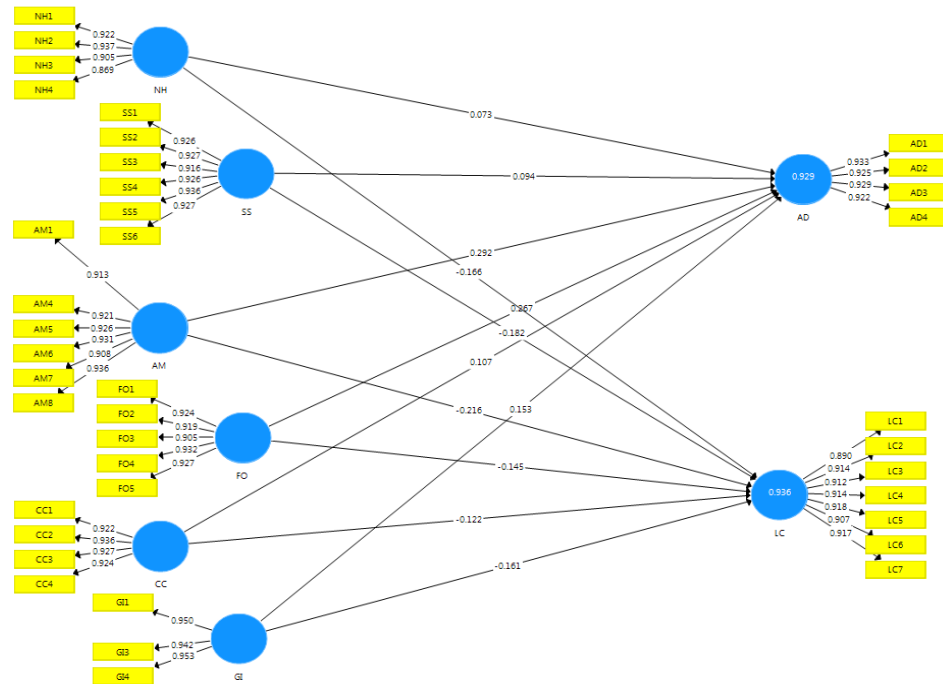 NH1
NH2
NH3
NH4
0.922
0.937
0.905
0.869
NH
SS1
SS2
SS3
SS4
SS5
SS6
0.926
0.927
0.916
0.926
0.936
0.927
SS
AM1
AM4
AM5
AM6
AM7
AM8
0.913
0.921
0.926
0.931
0.908
0.936
AM
FO1
FO2
FO3
FO4
FO5
0.924
0.919
0.905
0.932
0.927
FO
CC1
CC2
CC3
CC4
0.922
0.936
0.927
0.924
CC
GI1
GI3
GI4
0.950
0.942
0.953
GI
0.073
0.094
0.292
-0.166
0.267
-0.182
0.107
0.153
-0.216
-0.145
-0.122
-0.161
0.929
AD
0.933
0.925
0.929
0.922
AD1
AD2
AD3
AD4
0.936
LC
0.890
0.914
0.912
0.914
0.918
0.907
0.917
LC1
LC2
LC3
LC4
LC5
LC6
LC7